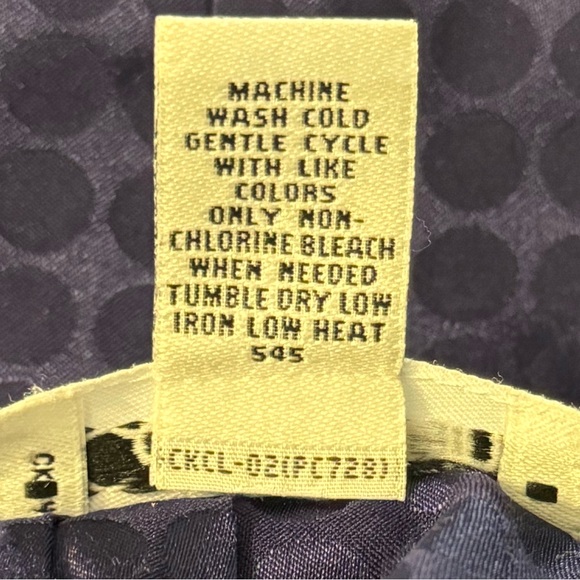 MACHINE
WASH COLD
GENTLE CYCLE
WITH LIKE
COLORS
ONLY NON-
CHLORINE BLEACH
WHEN NEEDED
TUMBLE DRY LOW
IRON LOW HEAT
545
CKCL-02(PC728)